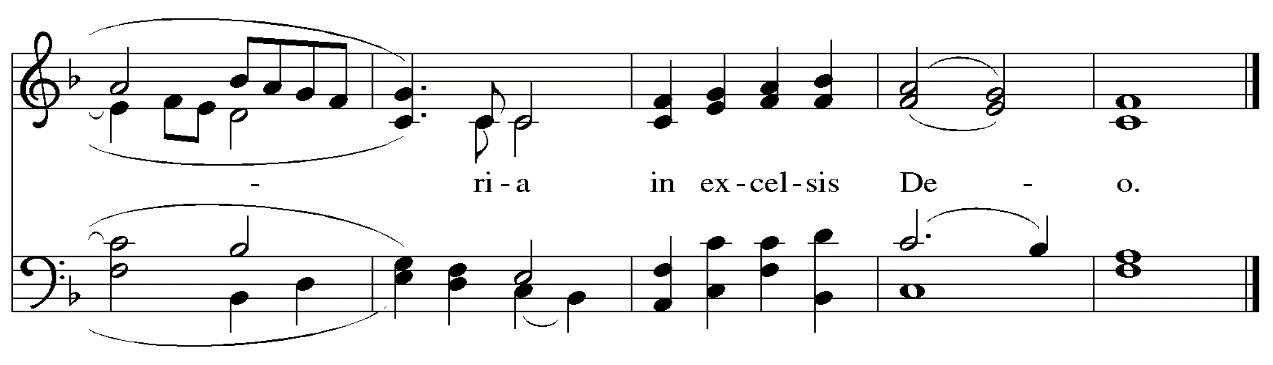 - ri - a in ex - cel - sis De - o.